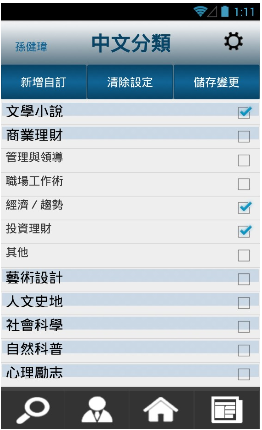 1:11
孫健瑋 中文分類
新增自訂 清除設定 儲存變更
文學小說
商業理財
管理與領導
職場工作術
經濟 / 趨勢
投資理財
其他
藝術設計
人文史地
社會科學
自然科普
心理勵志